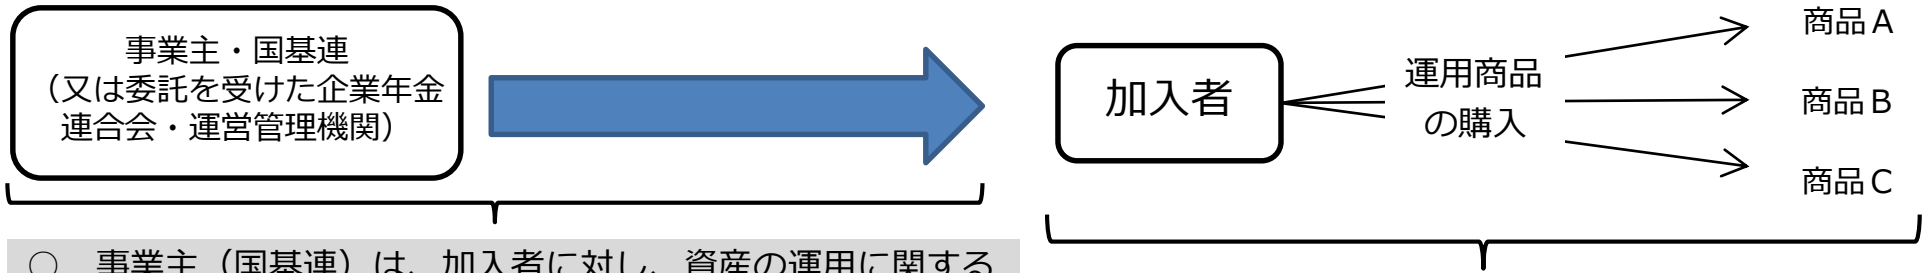 事業主・国基連
(又は委託を受けた企業年金
連合会・運営管理機関)
加入者
運用商品
の購入
商品A
商品B
商品C
○ 事業主(国基連)は、加入者に対し、資産の運用に関する